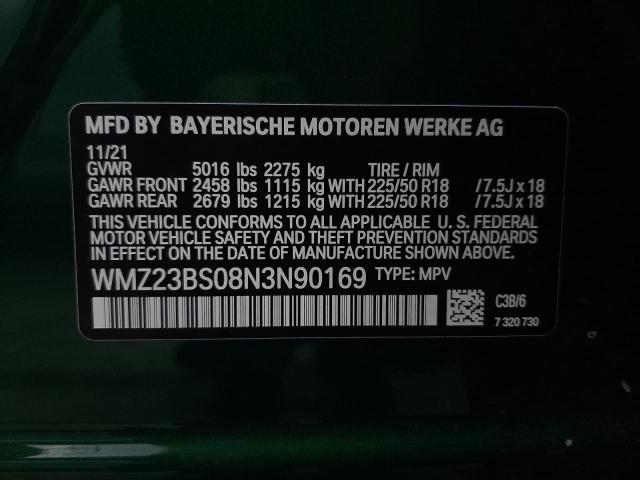 MFD BY BAYERISCHE MOTOREN WERKE AG
11/21
GVWR 5016 lbs 2275 kg TIRE / RIM
GAWR FRONT 2458 lbs 1115 kg WITH 225/50 R18 /7.5J x 18
GAWR REAR 2679 lbs 1215 kg WITH 225/50 R18 /7.5J x 18
THIS VEHICLE CONFORMS TO ALL APPLICABLE U. S. FEDERAL
MOTOR VEHICLE SAFETY AND THEFT PREVENTION STANDARDS
IN EFFECT ON THE DATE OF MANUFACTURE SHOWN ABOVE.
WMZ23BS08N3N90169 TYPE: MPV
C3B/6
7 320 730